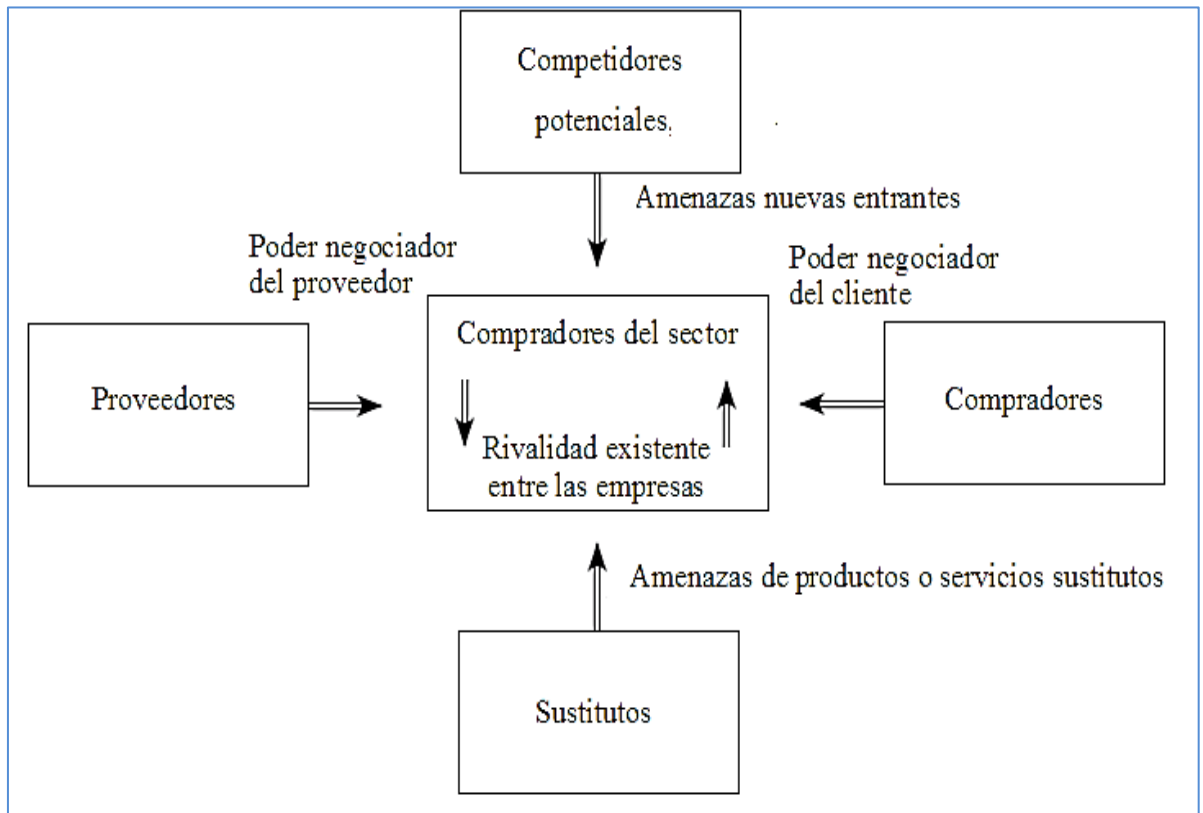 Competidores
potenciales.
Amenazas nuevas entrantes
Poder negociador
del proveedor
Poder negociador
del cliente
Proveedores
Compradores del sector
Rivalidad existente
entre las empresas
Compradores
Amenazas de productos o servicios sustitutos
Sustitutos